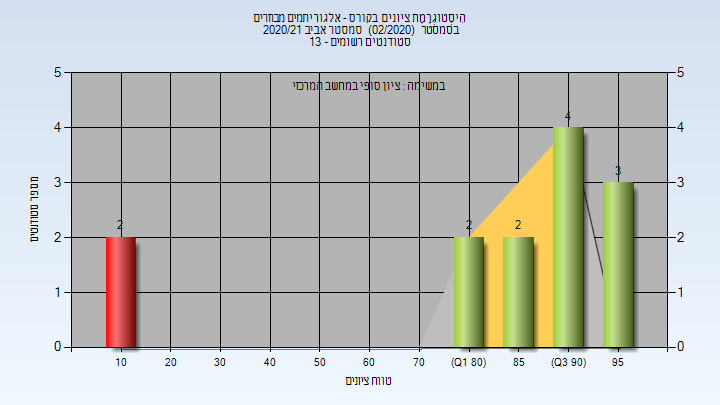 היסטוגרמת ציונים בקורס - אלגוריתמים מבוזרים
בסמסטר (02/2020) סמסטר אביב 2020/21
סטודנטים רשומים - 13
במשימה : ציון סופי במחשב המרכזי
5 5
4 4
3 3
2 2
1 1
0 0
2 2 2 4 3
מספר סטודנטים
10 20 30 40 50 60 70 (Q1 80) 85 (Q3 90) 95
טווח ציונים